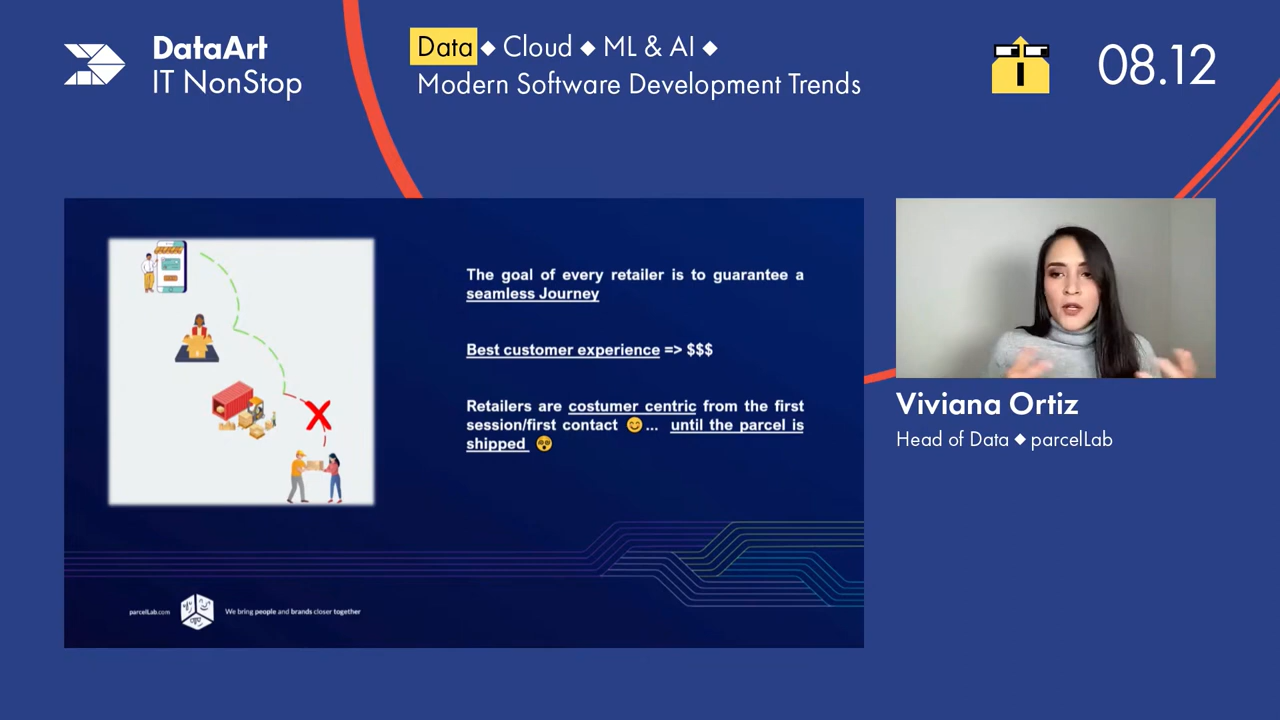 DataArt
IT NonStop
Data ◆ Cloud ◆ ML & AI ◆
Modern Software Development Trends
08.12
The goal of every retailer is to guarantee a
seamless Journey
Best customer experience => $$$
Retailers are costumer centric from the first
session/first contact 😊... until the parcel is
shipped 😵
parcelLab.com
We bring people and brands closer together
Viviana Ortiz
Head of Data ◆ parcelLab